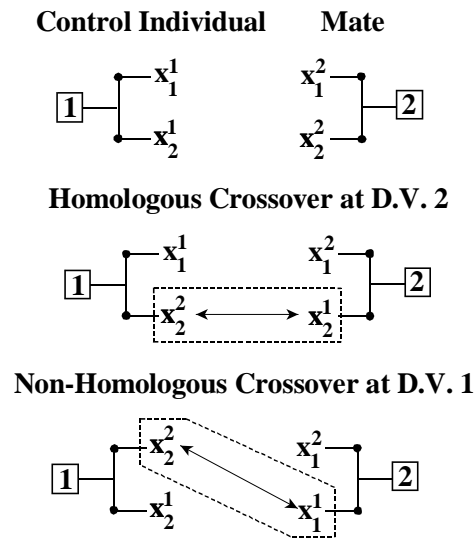 Control Individual Mate
x₁¹ x₁²
1 2
x₂¹ x₂²
Homologous Crossover at D.V. 2
x₁¹ x₁²
1 2
x₂² x₂¹
Non-Homologous Crossover at D.V. 1
x₂² x₁²
1 2
x₂¹ x₁¹